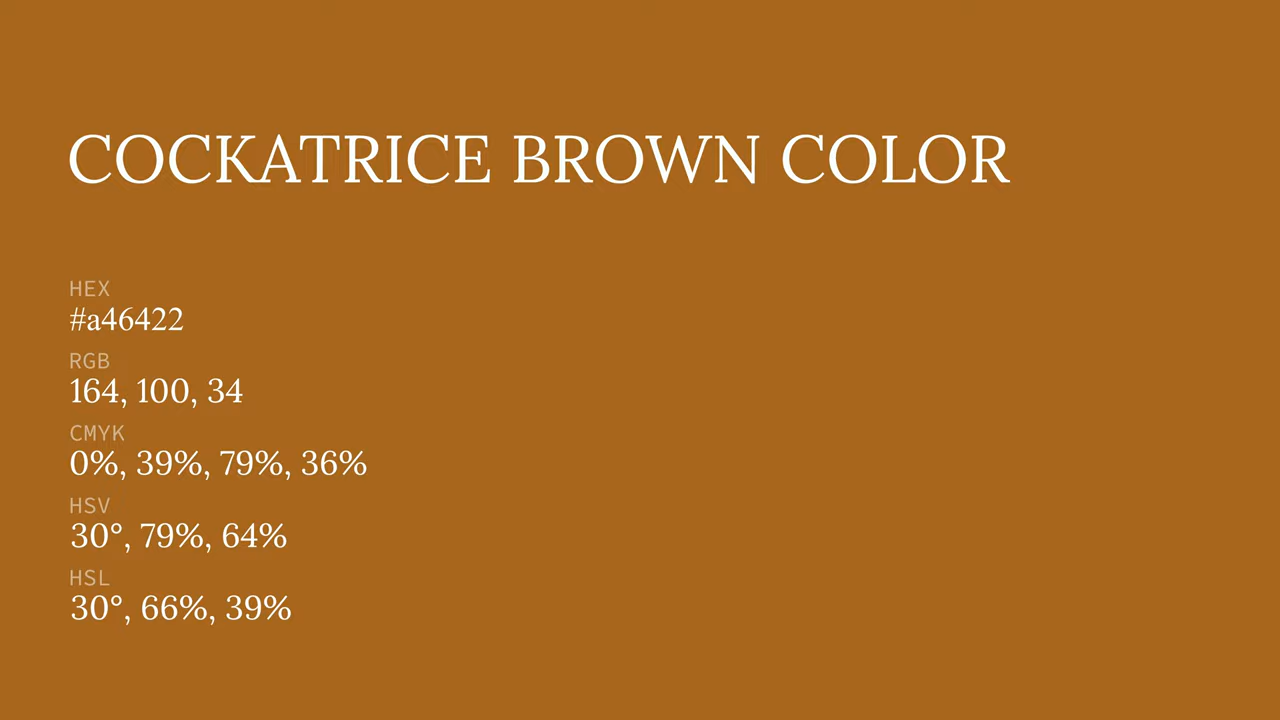 COCKATRICE BROWN COLOR
HEX
#a46422
RGB
164, 100, 34
CMYK
0%, 39%, 79%, 36%
HSV
30°, 79%, 64%
HSL
30°, 66%, 39%